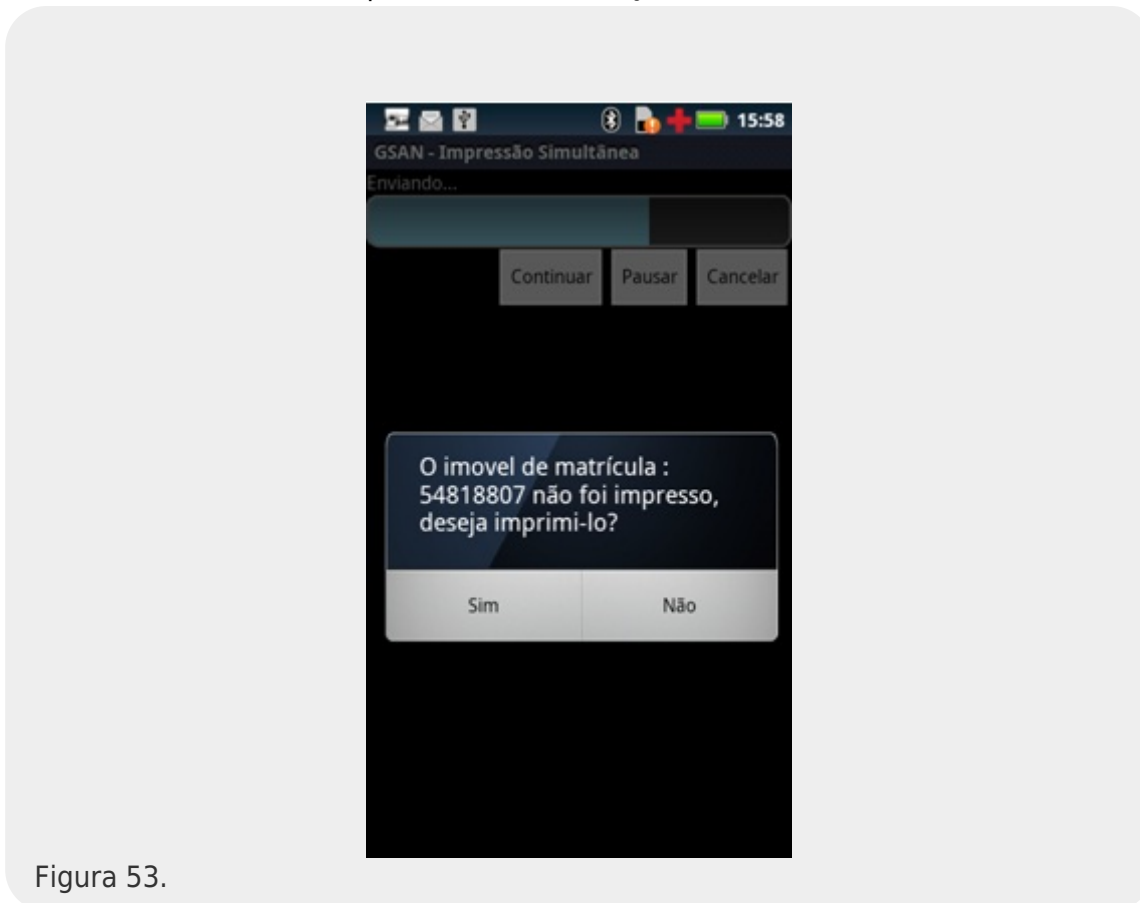 15:58
GSAN - Impressão Simultânea
Enviando...
Continuar Pausar Cancelar
O imovel de matrícula :
54818807 não foi impresso,
deseja imprimi-lo?
Sim Não
Figura 53.